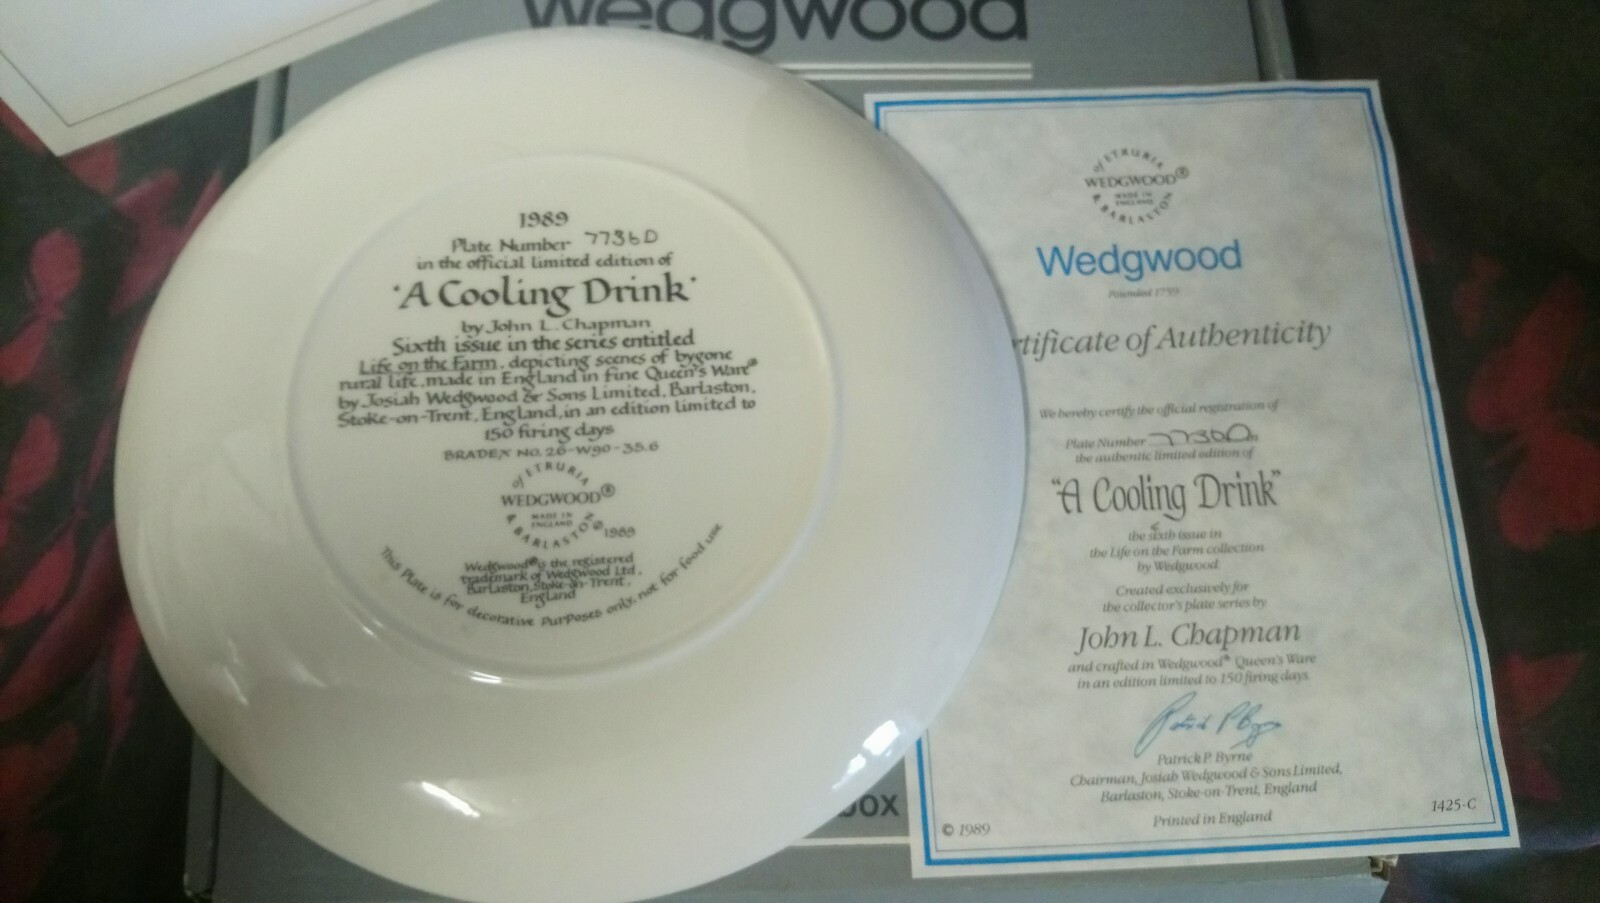 wedgwood
1989
Plate Number 7736D
in the official limited edition of
'A Cooling Drink'
by John L. Chapman
Sixth issue in the series entitled
Life on the Farm, depicting scenes of bygone
rural life, made in England in fine Queen's Ware®
by Josiah Wedgwood & Sons Limited, Barlaston,
Stoke-on-Trent, England, in an edition limited to
150 firing days
BRADEX NO. 26-W90-35.6
of ETRURIA
WEDGWOOD®
MADE IN
ENGLAND
& BARLASTON
© 1989
Wedgwood® is the registered
trademark of Wedgwood Ltd.
Barlaston, Stoke-on-Trent,
England
This Plate is for decorative purposes only, not for food use
box
of ETRURIA
WEDGWOOD®
MADE IN
ENGLAND
& BARLASTON
Wedgwood
Founded 1759
rtificate of Authenticity
We hereby certify the official registration of
Plate Number 7736D in
the authentic limited edition of
"A Cooling Drink"
the sixth issue in
the Life on the Farm collection
by Wedgwood
Created exclusively for
the collector's plate series by
John L. Chapman
and crafted in Wedgwood® Queen's Ware
in an edition limited to 150 firing days.
Patrick P. Byrne
Chairman, Josiah Wedgwood & Sons Limited,
Barlaston, Stoke-on-Trent, England
Printed in England
© 1989
1425-C